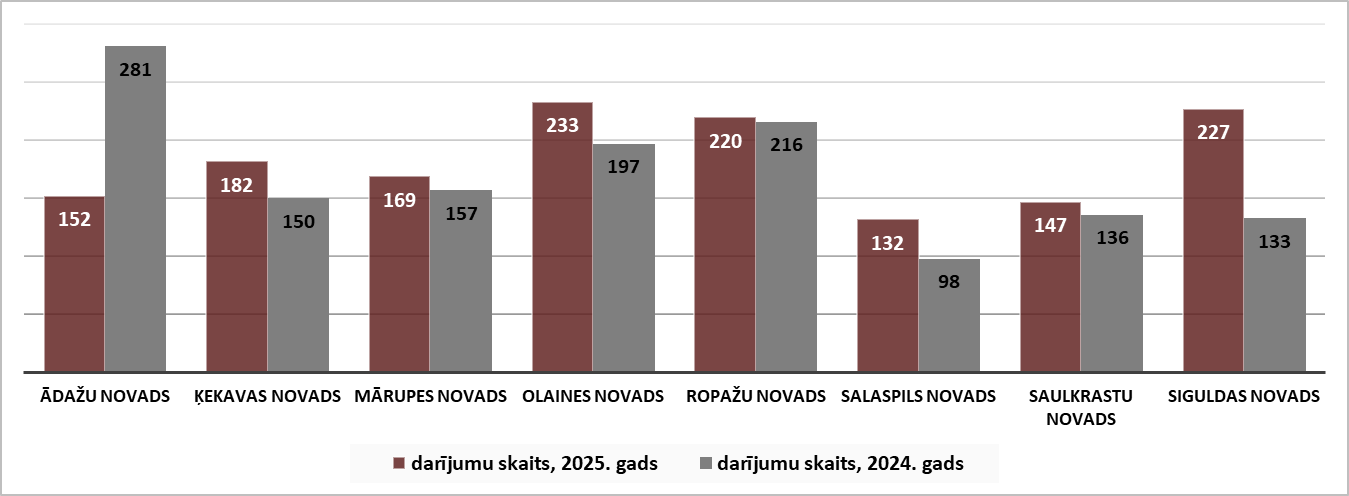 281
152
182
150
169
157
233
197
220
216
132
98
147
136
227
133
ĀDAŽU NOVADS
ĶEKAVAS NOVADS
MĀRUPES NOVADS
OLAINES NOVADS
ROPAŽU NOVADS
SALASPILS NOVADS
SAULKRASTU
NOVADS
SIGULDAS NOVADS
darījumu skaits, 2025. gads
darījumu skaits, 2024. gads